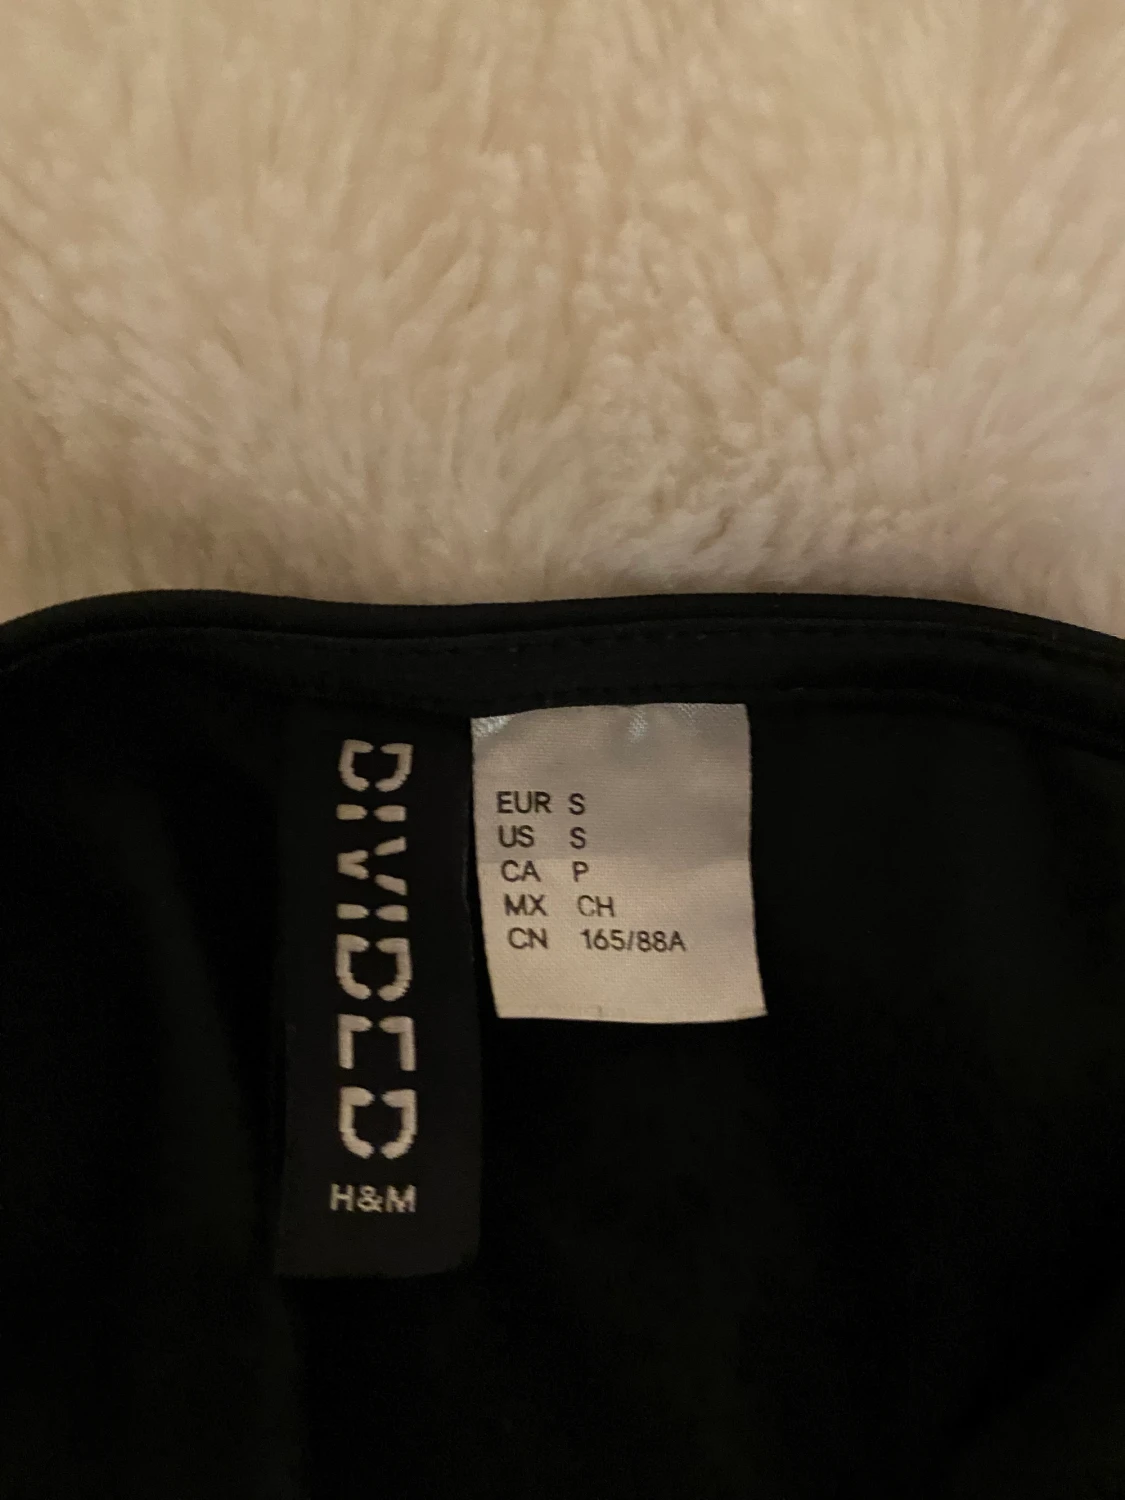 DIVIDED
H&M
EUR S
US S
CA P
MX CH
CN 165/88A